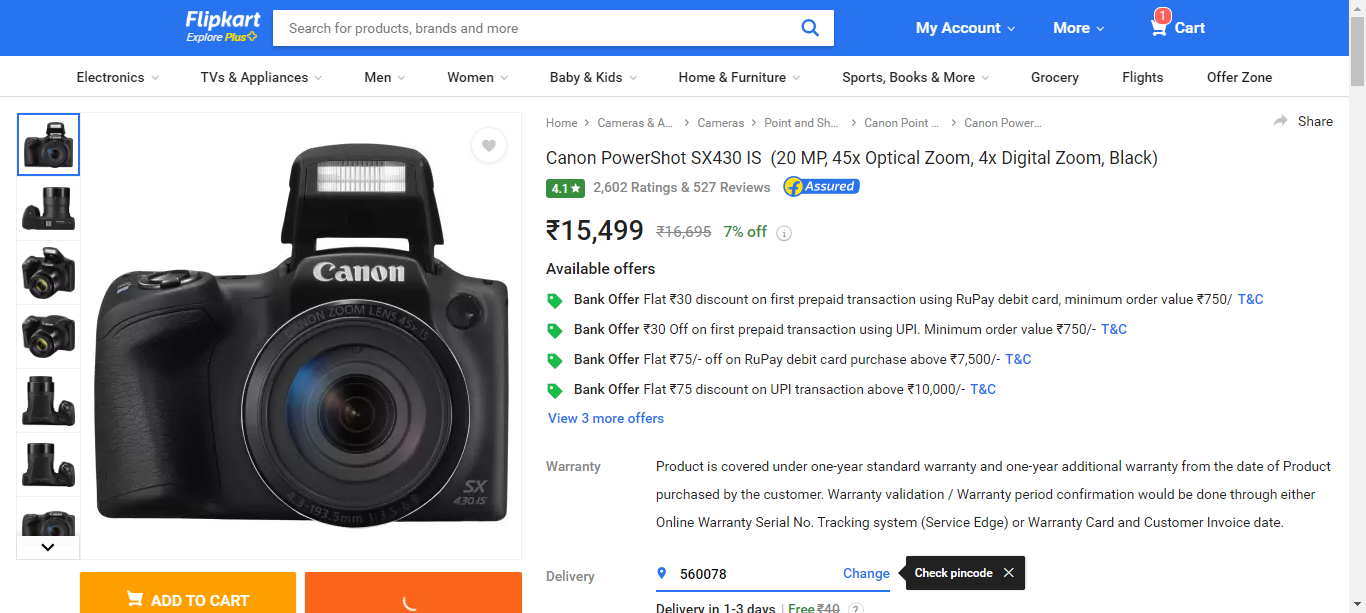 Flipkart
Explore Plus
Search for products, brands and more
My Account
More
1
Cart
Electronics
TVs & Appliances
Men
Women
Baby & Kids
Home & Furniture
Sports, Books & More
Grocery
Flights
Offer Zone
Home
Cameras & A...
Cameras
Point and Sh...
Canon Point ...
Canon Power...
Share
Canon PowerShot SX430 IS  (20 MP, 45x Optical Zoom, 4x Digital Zoom, Black)
4.1★
2,602 Ratings & 527 Reviews
Assured
₹15,499
₹16,695
7% off
Available offers
Bank Offer Flat ₹30 discount on first prepaid transaction using RuPay debit card, minimum order value ₹750/ T&C
Bank Offer ₹30 Off on first prepaid transaction using UPI. Minimum order value ₹750/- T&C
Bank Offer Flat ₹75/- off on RuPay debit card purchase above ₹7,500/- T&C
Bank Offer Flat ₹75 discount on UPI transaction above ₹10,000/- T&C
View 3 more offers
Warranty
Product is covered under one-year standard warranty and one-year additional warranty from the date of Product
purchased by the customer. Warranty validation / Warranty period confirmation would be done through either
Online Warranty Serial No. Tracking system (Service Edge) or Warranty Card and Customer Invoice date.
Delivery
560078
Change
Check pincode
Delivery in 1-3 days | Free ₹40 ?
Canon
CANON ZOOM LENS 45x IS
4.3-193.5mm 1:3.5-6.8
SX
430 IS
ADD TO CART